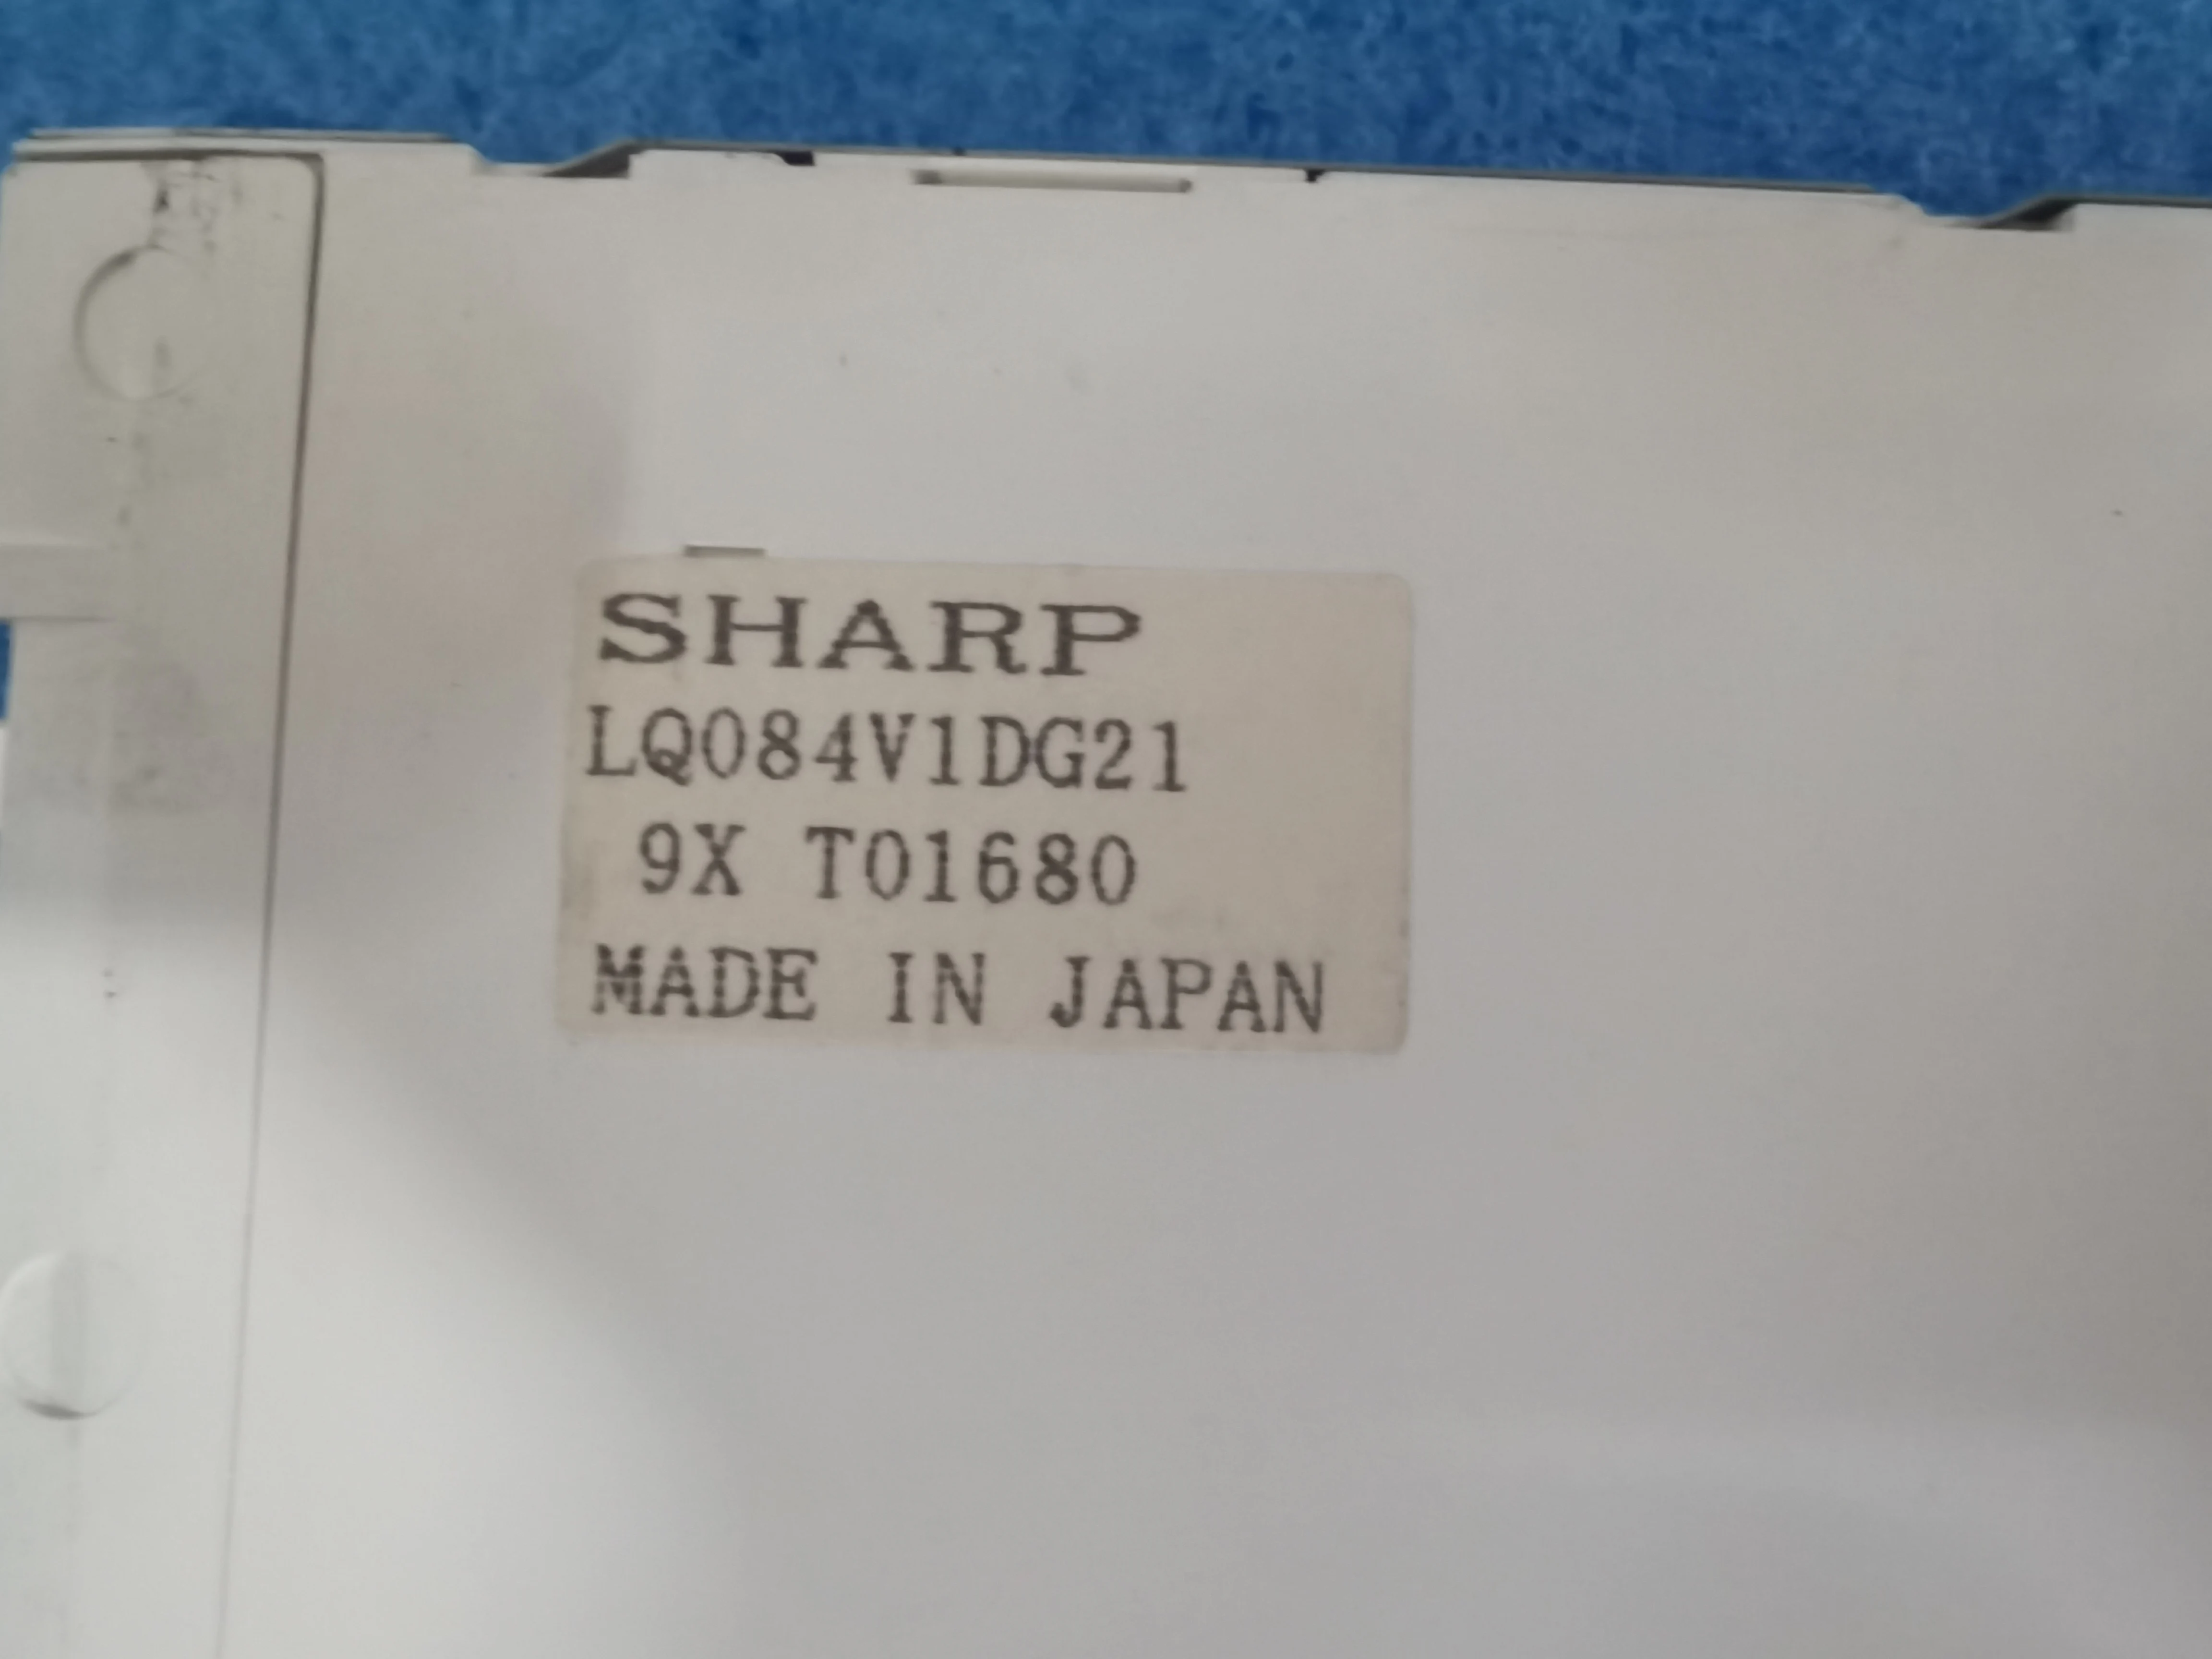 SHARP
LQ084V1DG21
9X T01680
MADE IN JAPAN